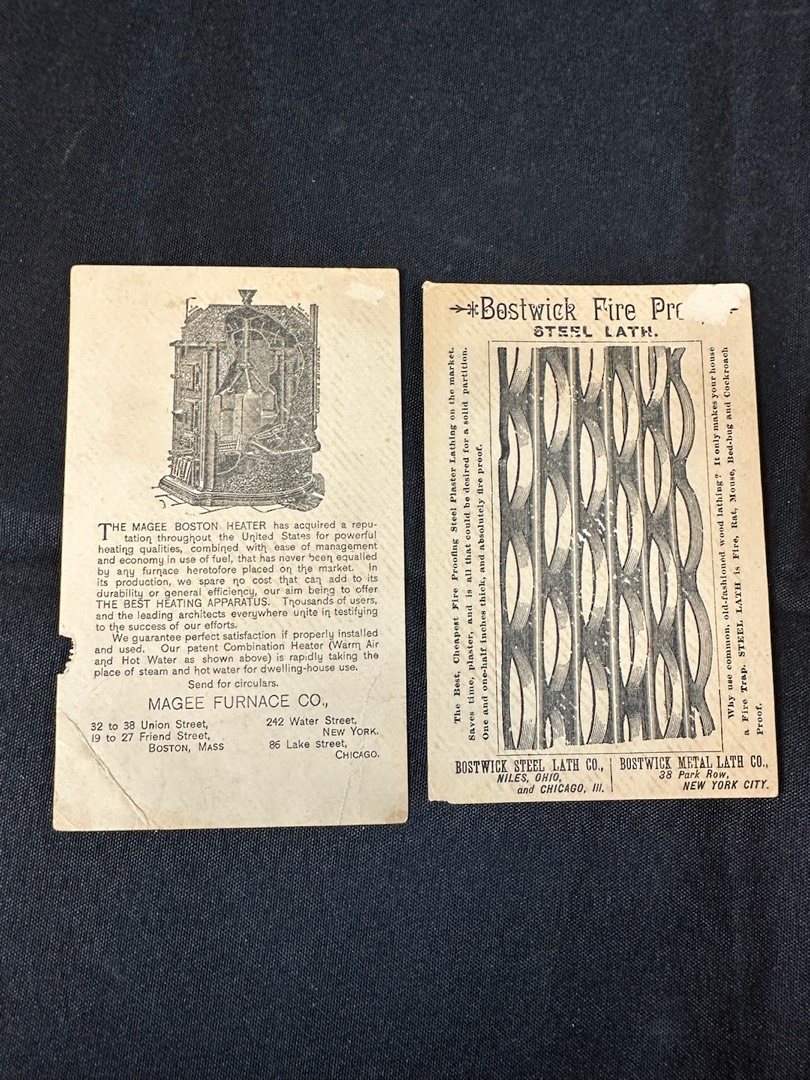 THE MAGEE BOSTON HEATER has acquired a repu-
tation throughout the United States for powerful
heating qualities, combined with ease of management
and economy in use of fuel, that has never been equalled
by any furnace heretofore placed on the market. In
its production, we spare no cost that can add to its
durability or general efficiency, our aim being to offer
THE BEST HEATING APPARATUS. Thousands of users,
and the leading architects everywhere unite in testifying
to the success of our efforts.
We guarantee perfect satisfaction if properly installed
and used. Our patent Combination Heater (Warm Air
and Hot Water as shown above) is rapidly taking the
place of steam and hot water for dwelling-house use.
Send for circulars.
MAGEE FURNACE CO.,
32 to 38 Union Street,
19 to 27 Friend Street,
BOSTON, MASS
242 Water Street,
NEW YORK.
86 Lake Street,
CHICAGO.
Bostwick Fire
STEEL LATH.
The Best, Cheapest Fire Proofing Steel Plaster Lathing on the market.
Saves time, plaster, and is all that could be desired for a solid partition.
One and one-half inches thick, and absolutely fire proof.
Why use common, old-fashioned wood lathing? It only makes your house
a Fire Trap. STEEL LATH is Fire, Rat, Mouse, Bed-bug and Cockroach
Proof.
BOSTWICK STEEL LATH CO.,
NILES, OHIO,
and CHICAGO, Ill.
BOSTWICK METAL LATH CO.,
38 Park Row,
NEW YORK CITY.